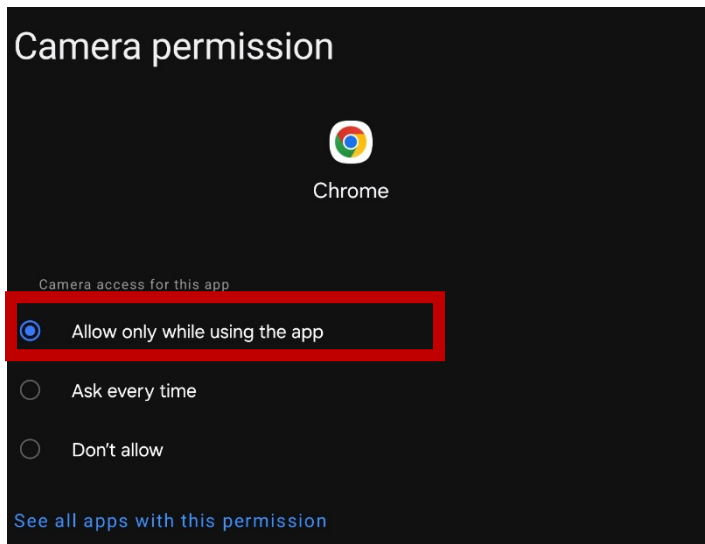 Camera permission
Chrome
Camera access for this app
Allow only while using the app
Ask every time
Don't allow
See all apps with this permission